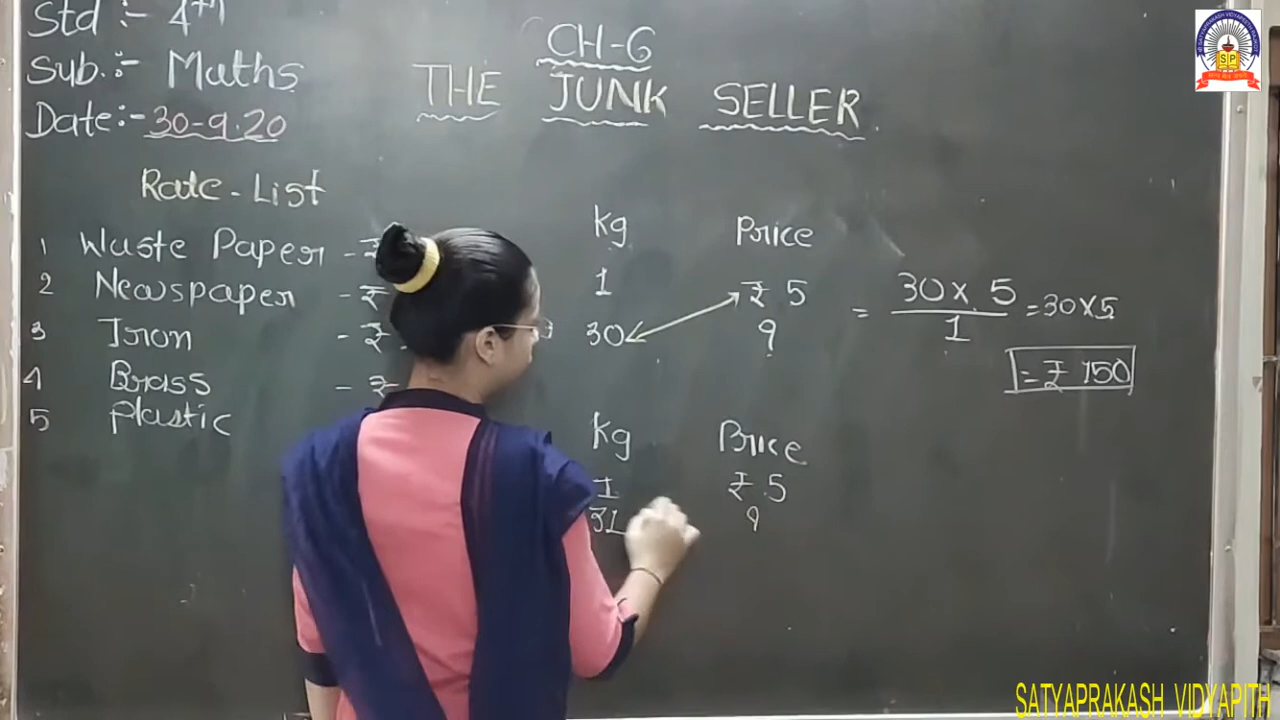 Std :- 4th
Sub. :- Maths
Date :- 30-9.20
CH-6
THE JUNK SELLER
Rate - List
1 Waste Paper - ₹
2 Newspaper - ₹
3 Iron - ₹
4 Brass - ₹
5 Plastic
Kg Price
1 ₹ 5
30 ?
= 30 x 5 / 1 = 30 x 5
= ₹ 150
Kg Price
1 ₹ 5
31 ?
SP
SATYAPRAKASH VIDYAPITH